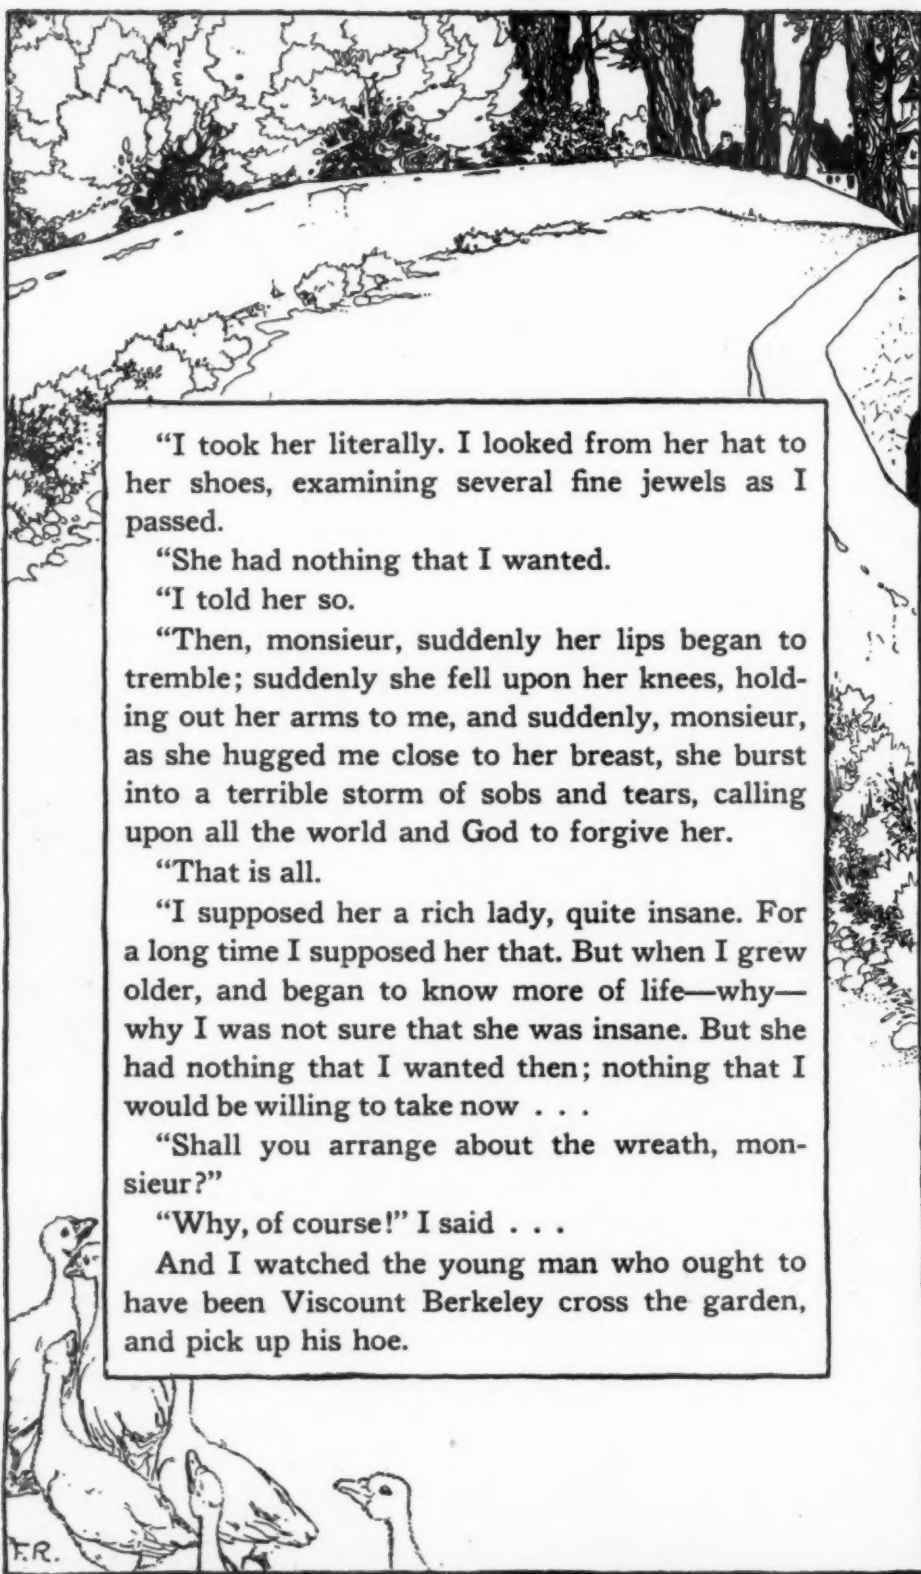 “I took her literally. I looked from her hat to
her shoes, examining several fine jewels as I
passed.
“She had nothing that I wanted.
“I told her so.
“Then, monsieur, suddenly her lips began to
tremble; suddenly she fell upon her knees, hold-
ing out her arms to me, and suddenly, monsieur,
as she hugged me close to her breast, she burst
into a terrible storm of sobs and tears, calling
upon all the world and God to forgive her.
“That is all.
“I supposed her a rich lady, quite insane. For
a long time I supposed her that. But when I grew
older, and began to know more of life—why—
why I was not sure that she was insane. But she
had nothing that I wanted then; nothing that I
would be willing to take now . . .
“Shall you arrange about the wreath, mon-
sieur?”
“Why, of course!” I said . . .
And I watched the young man who ought to
have been Viscount Berkeley cross the garden,
and pick up his hoe.
F.R.